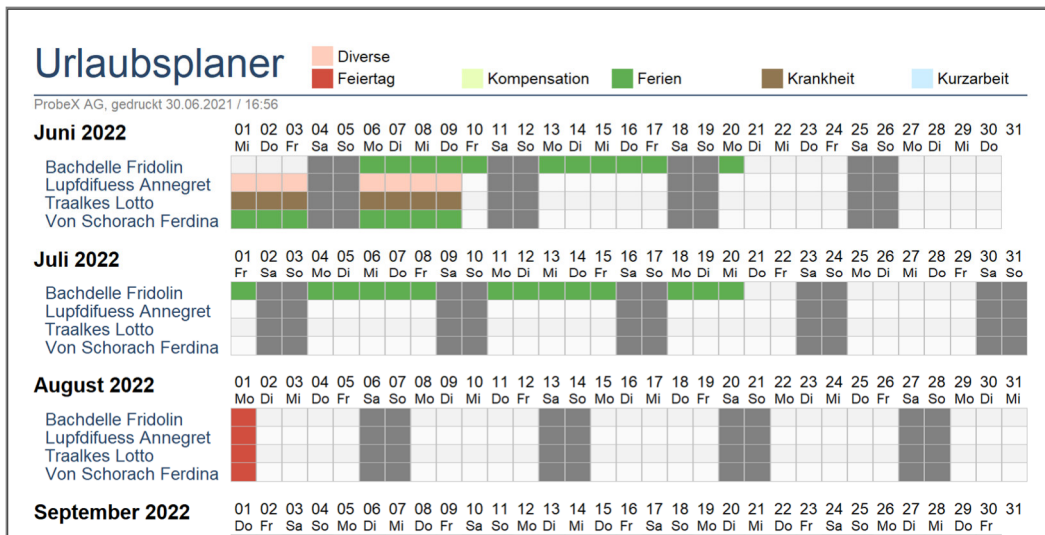 Urlaubsplaner
Diverse
Feiertag Kompensation Ferien Krankheit Kurzarbeit
ProbeX AG, gedruckt 30.06.2021 / 16:56
Juni 2022 01 02 03 04 05 06 07 08 09 10 11 12 13 14 15 16 17 18 19 20 21 22 23 24 25 26 27 28 29 30 31
Mi Do Fr Sa So Mo Di Mi Do Fr Sa So Mo Di Mi Do Fr Sa So Mo Di Mi Do Fr Sa So Mo Di Mi Do
Bachdelle Fridolin
Lupfdifuess Annegret
Traalkes Lotto
Von Schorach Ferdina
Juli 2022 01 02 03 04 05 06 07 08 09 10 11 12 13 14 15 16 17 18 19 20 21 22 23 24 25 26 27 28 29 30 31
Fr Sa So Mo Di Mi Do Fr Sa So Mo Di Mi Do Fr Sa So Mo Di Mi Do Fr Sa So Mo Di Mi Do Fr Sa So
Bachdelle Fridolin
Lupfdifuess Annegret
Traalkes Lotto
Von Schorach Ferdina
August 2022 01 02 03 04 05 06 07 08 09 10 11 12 13 14 15 16 17 18 19 20 21 22 23 24 25 26 27 28 29 30 31
Mo Di Mi Do Fr Sa So Mo Di Mi Do Fr Sa So Mo Di Mi Do Fr Sa So Mo Di Mi Do Fr Sa So Mo Di Mi
Bachdelle Fridolin
Lupfdifuess Annegret
Traalkes Lotto
Von Schorach Ferdina
September 2022 01 02 03 04 05 06 07 08 09 10 11 12 13 14 15 16 17 18 19 20 21 22 23 24 25 26 27 28 29 30 31
Do Fr Sa So Mo Di Mi Do Fr Sa So Mo Di Mi Do Fr Sa So Mo Di Mi Do Fr Sa So Mo Di Mi Do Fr